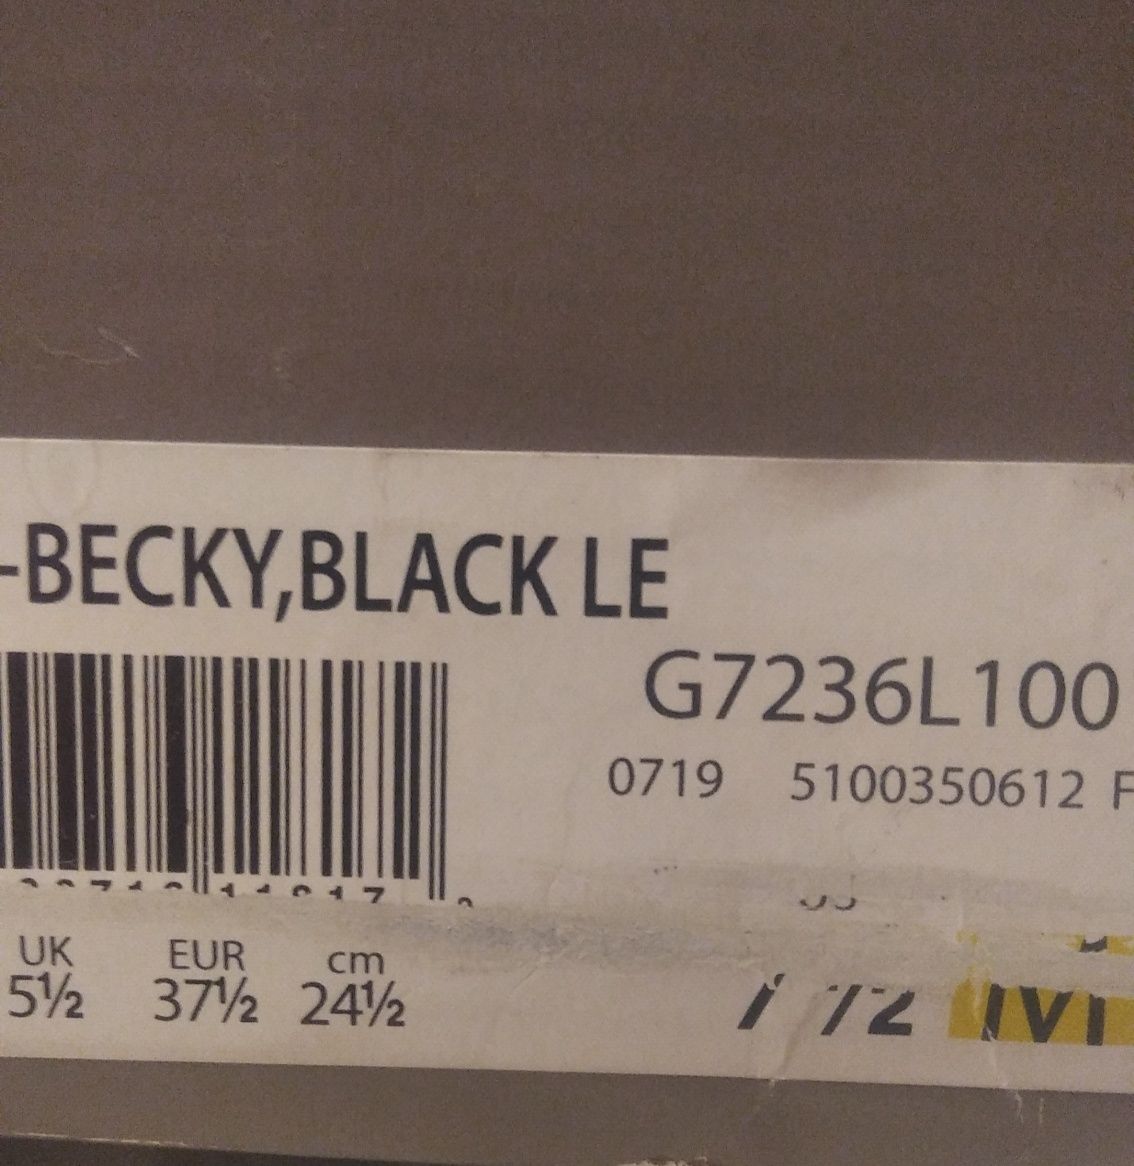 -BECKY,BLACK LE
G7236L100
0719 5100350612 F
UK EUR cm
5½ 37½ 24½